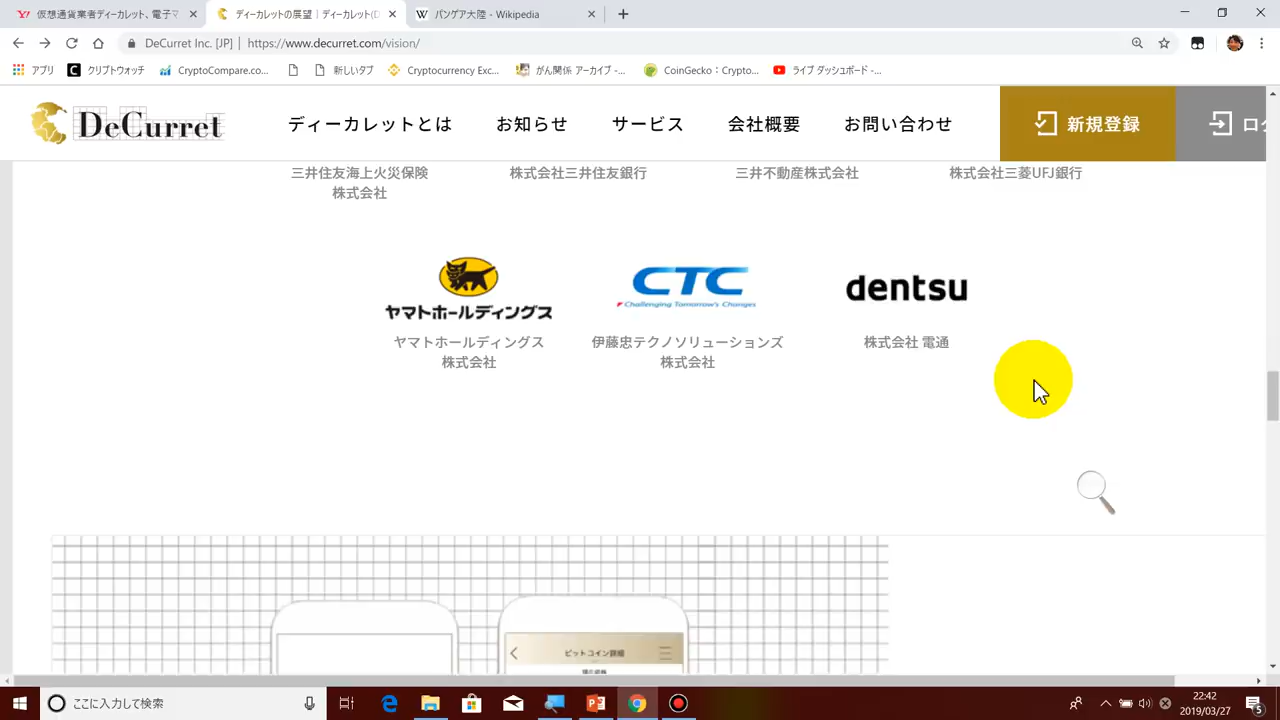 仮想通貨業者ディーカレット、電子マ
ディーカレットの展望｜ディーカレット(D
パンゲア大陸 - Wikipedia
DeCurret Inc. [JP] | https://www.decurret.com/vision/
アプリ
クリプトウォッチ
CryptoCompare.co...
新しいタブ
Cryptocurrency Exc...
がん関係 アーカイブ -...
CoinGecko：Crypto...
ライブ ダッシュボード -...
DeCurret
ディーカレットとは
お知らせ
サービス
会社概要
お問い合わせ
新規登録
三井住友海上火災保険
株式会社
株式会社三井住友銀行
三井不動産株式会社
株式会社三菱UFJ銀行
ヤマトホールディングス
CTC
Challenging Tomorrow's Changes
dentsu
ヤマトホールディングス
株式会社
伊藤忠テクノソリューションズ
株式会社
株式会社 電通
ビットコイン詳細
ここに入力して検索
22:42
2019/03/27
5